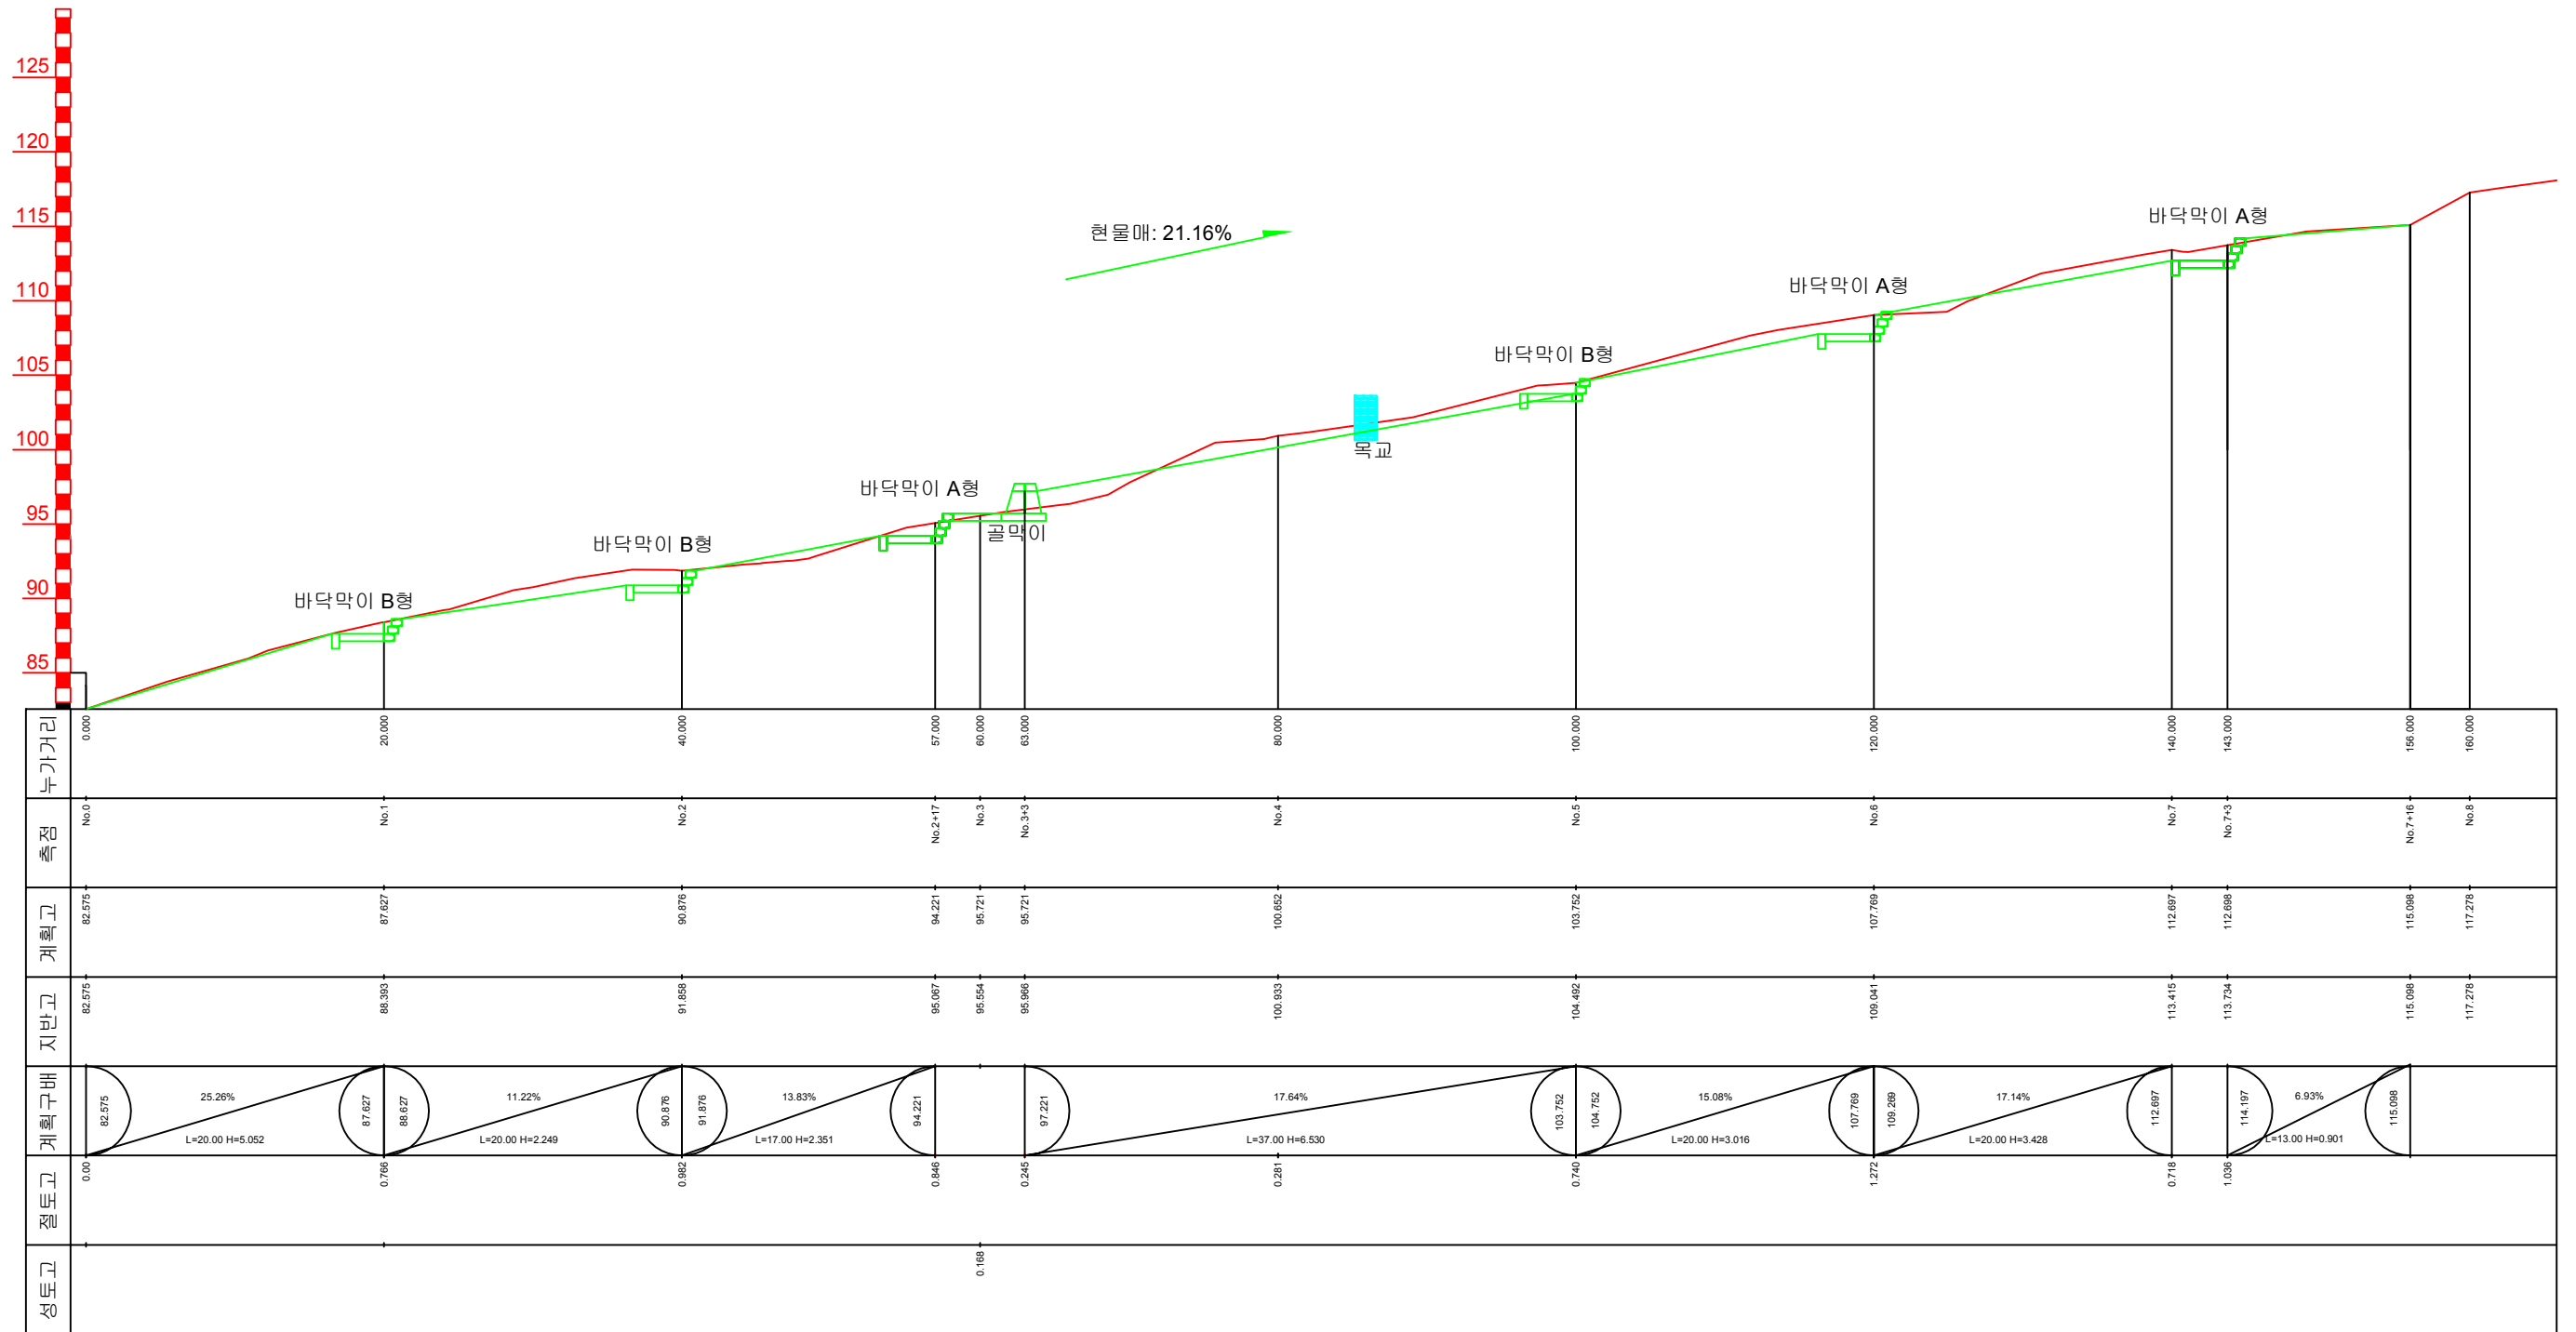 125
120
115
110
105
100
95
90
85
현물매: 21.16%
바닥막이 B형
바닥막이 B형
바닥막이 A형
골막이
목교
바닥막이 B형
바닥막이 A형
바닥막이 A형
누가거리 0.000 20.000 40.000 57.000 60.000 63.000 80.000 100.000 120.000 140.000 143.000 156.000 160.000
측점 No.0 No.1 No.2 No.2+17 No.3 No.3+3 No.4 No.5 No.6 No.7 No.7+3 No.7+16 No.8
계획고 82.575 87.627 90.876 94.221 95.721 95.721 100.652 103.752 107.769 112.697 112.698 115.098 117.278
지반고 82.575 88.393 91.858 95.067 95.554 95.966 100.933 104.492 109.041 113.415 113.734 115.098 117.278
계획구배
25.26% 11.22% 13.83% 17.64% 15.08% 17.14% 6.93%
82.575 87.627 88.627 90.876 91.876 94.221 97.221 103.752 104.752 107.769 109.269 112.697 114.197 115.098
L=20.00 H=5.052 L=20.00 H=2.249 L=17.00 H=2.351 L=37.00 H=6.530 L=20.00 H=3.016 L=20.00 H=3.428 L=13.00 H=0.901
절토고 0.00 0.766 0.982 0.846 0.245 0.281 0.740 1.272 0.718 1.036
성토고 0.168